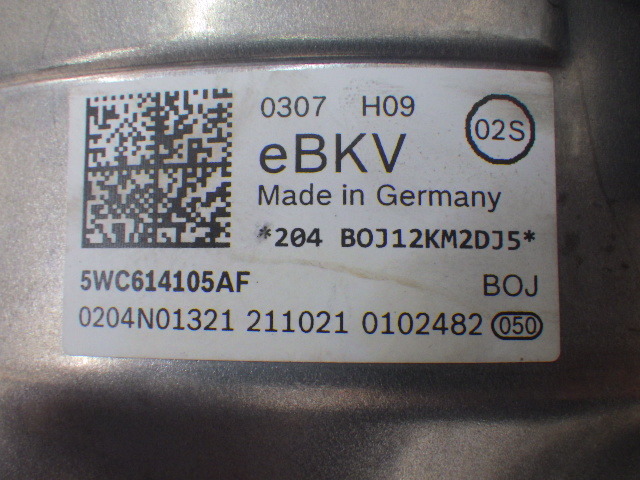 0307 H09
02S
eBKV
Made in Germany
*204 BOJ12KM2DJ5*
5WC614105AF BOJ
0204N01321 211021 0102482 050